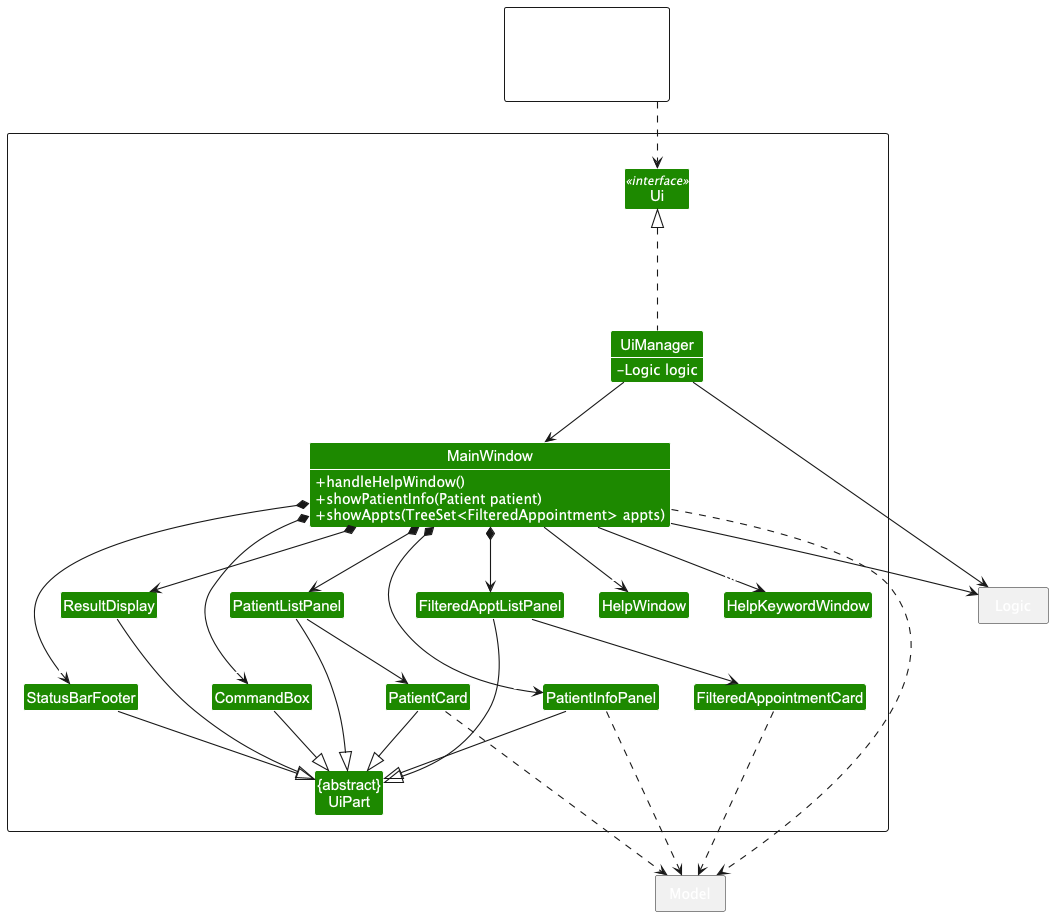 «interface»
Ui
UiManager
-Logic logic
MainWindow
+handleHelpWindow()
+showPatientInfo(Patient patient)
+showAppts(TreeSet<FilteredAppointment> appts)
ResultDisplay
PatientListPanel
FilteredApptListPanel
HelpWindow
HelpKeywordWindow
Logic
StatusBarFooter
CommandBox
PatientCard
PatientInfoPanel
FilteredAppointmentCard
{abstract}
UiPart
Model